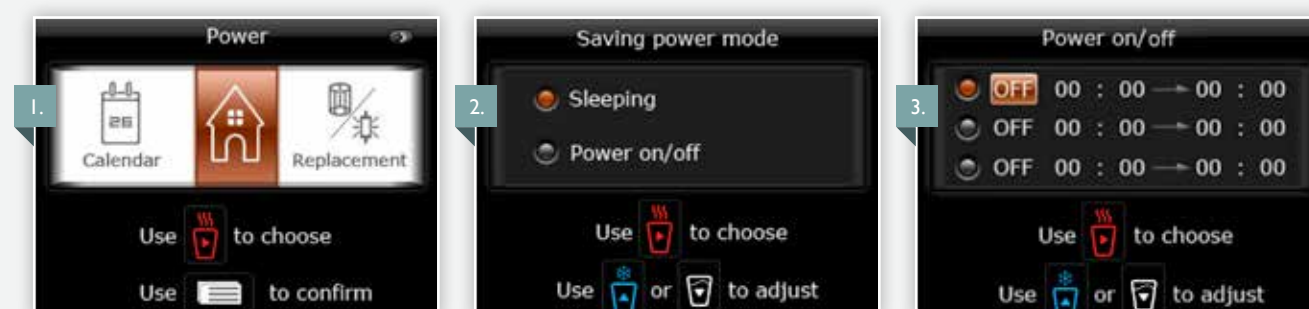 1.
Power
26
Calendar
Replacement
Use to choose
Use to confirm
2.
Saving power mode
Sleeping
Power on/off
Use to choose
Use or to adjust
3.
Power on/off
OFF 00 : 00 → 00 : 00
OFF 00 : 00 → 00 : 00
OFF 00 : 00 → 00 : 00
Use to choose
Use or to adjust